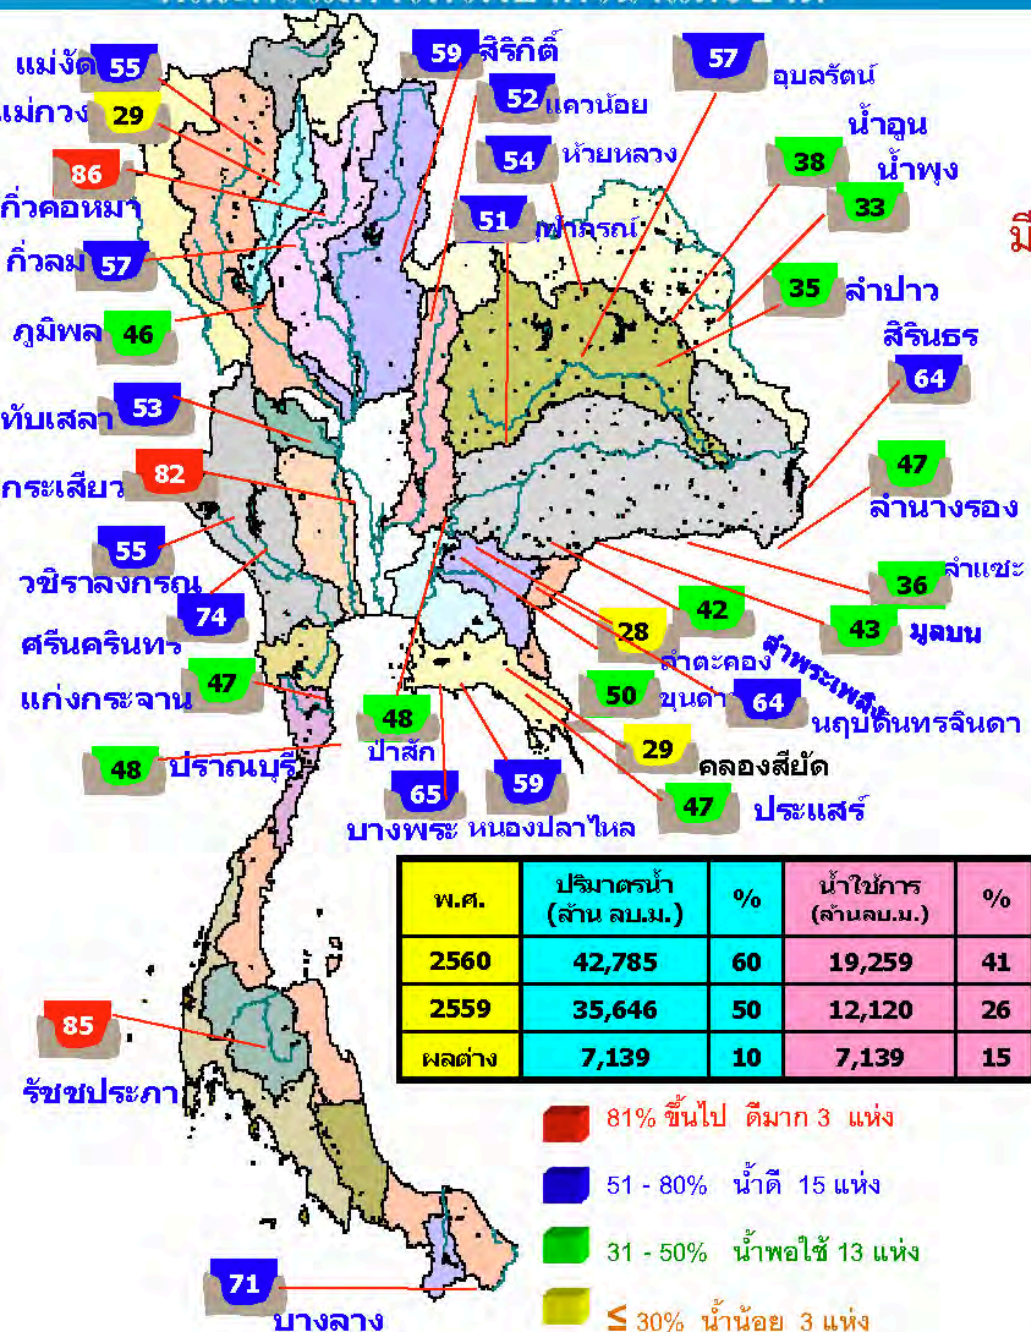 แม่งัด 55
59 สิริกิติ์
57 อุบลรัตน์
แม่กวง 29
52 แควน้อย
น้ำอูน 38
86 กิ่วคอหมา
54 ห้วยหลวง
น้ำพุง 33
51
กิ่วลม 57
35 ลำปาว
ภูมิพล 46
สิรินธร 64
ทับเสลา 53
กระเสียว 82
47 ลำนางรอง
55 วชิราลงกรณ
36 ลำแซะ
74 ศรีนครินทร
28 ลำตะคอง
42 ลำพระเพลิง
43 มูลบน
แก่งกระจาน 47
50 ขุนด่า
64 นฤบดินทรจินดา
48 ป่าสัก
29 คลองสียัด
48 ปราณบุรี
65 บางพระ
59 หนองปลาไหล
47 ประแสร์
มี
พ.ศ. ปริมาตรน้ำ (ล้าน ลบ.ม.) % น้ำใช้การ (ล้านลบ.ม.) %
2560 42,785 60 19,259 41
2559 35,646 50 12,120 26
ผลต่าง 7,139 10 7,139 15
85 รัชชประภา
81% ขึ้นไป ดีมาก 3 แห่ง
51 - 80% น้ำดี 15 แห่ง
31 - 50% น้ำพอใช้ 13 แห่ง
≤ 30% น้ำน้อย 3 แห่ง
71 บางลาง